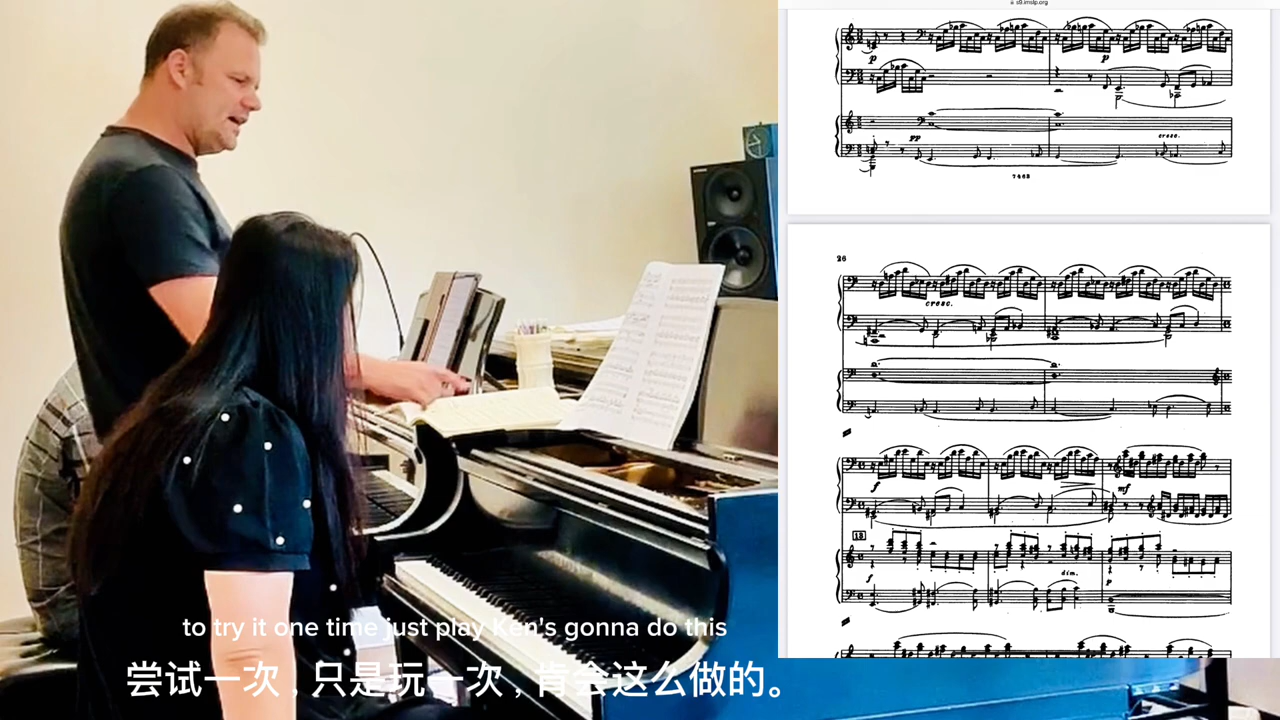 s9.imslp.org
p
p
pp
cresc.
7463
26
cresc.
f
mf
18
f
dim.
p
to try it one time just play Ken's gonna do this
尝试一次，只是玩一次，肯会这么做的。